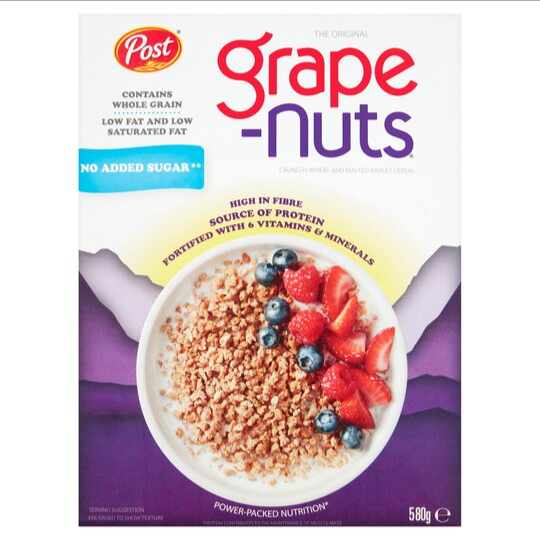 Post
THE ORIGINAL
grape
-nuts
CONTAINS
WHOLE GRAIN
LOW FAT AND LOW
SATURATED FAT
NO ADDED SUGAR**
CRUNCHY WHEAT AND MALTED BARLEY CEREAL
HIGH IN FIBRE
SOURCE OF PROTEIN
FORTIFIED WITH 6 VITAMINS & MINERALS
POWER-PACKED NUTRITION*
SERVING SUGGESTION
ENLARGED TO SHOW TEXTURE
*PROTEIN CONTRIBUTES TO THE MAINTENANCE OF MUSCLE MASS
580g ℮